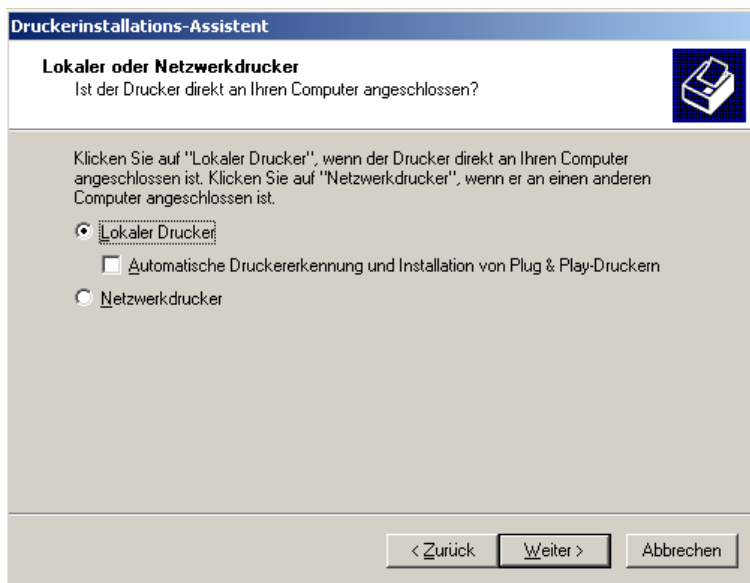 Druckerinstallations-Assistent
Lokaler oder Netzwerkdrucker
Ist der Drucker direkt an Ihren Computer angeschlossen?
Klicken Sie auf "Lokaler Drucker", wenn der Drucker direkt an Ihren Computer
angeschlossen ist. Klicken Sie auf "Netzwerkdrucker", wenn er an einen anderen
Computer angeschlossen ist.
Lokaler Drucker
Automatische Druckererkennung und Installation von Plug & Play-Druckern
Netzwerkdrucker
< Zurück Weiter > Abbrechen